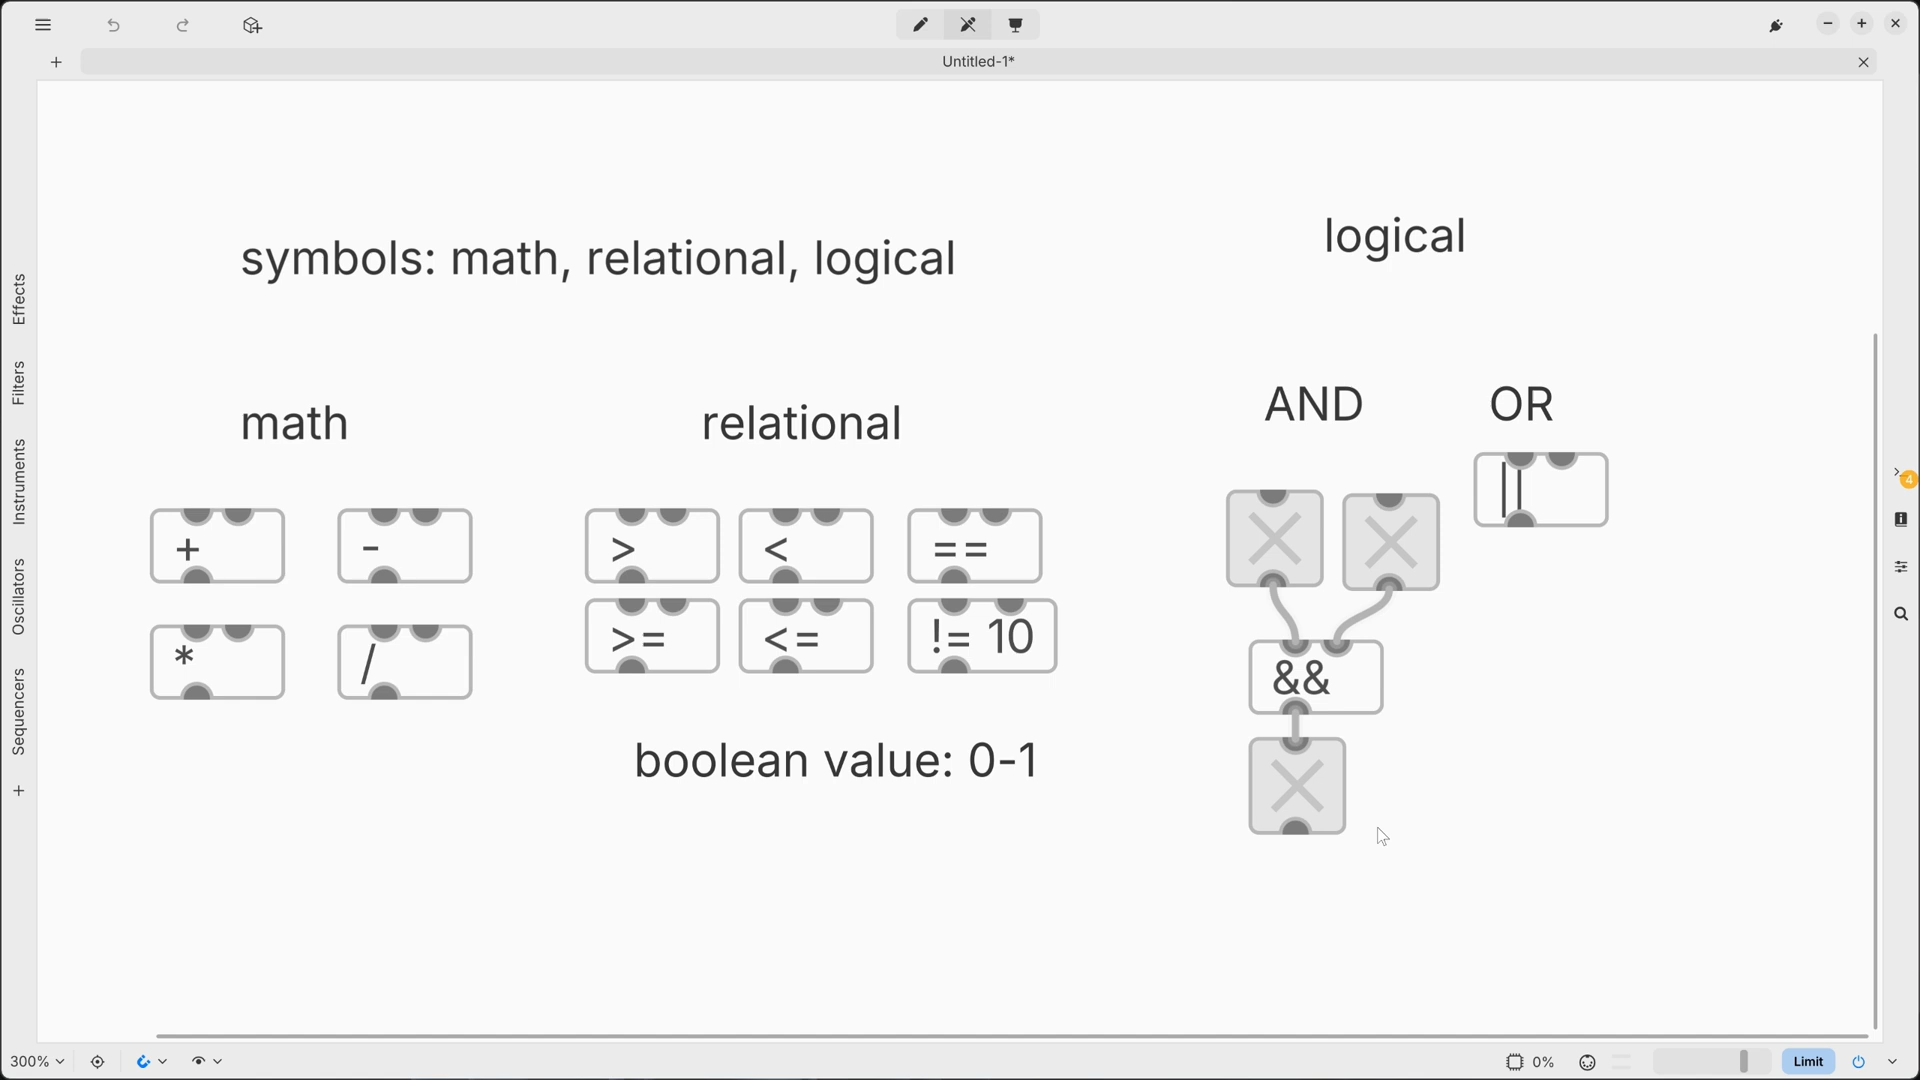 Untitled-1*
symbols: math, relational, logical
logical
math
relational
AND
OR
+
-
>
<
==
||
*
/
>=
<=
!= 10
&&
boolean value: 0-1
Effects
Filters
Instruments
Oscillators
Sequencers
4
300%
0%
Limit